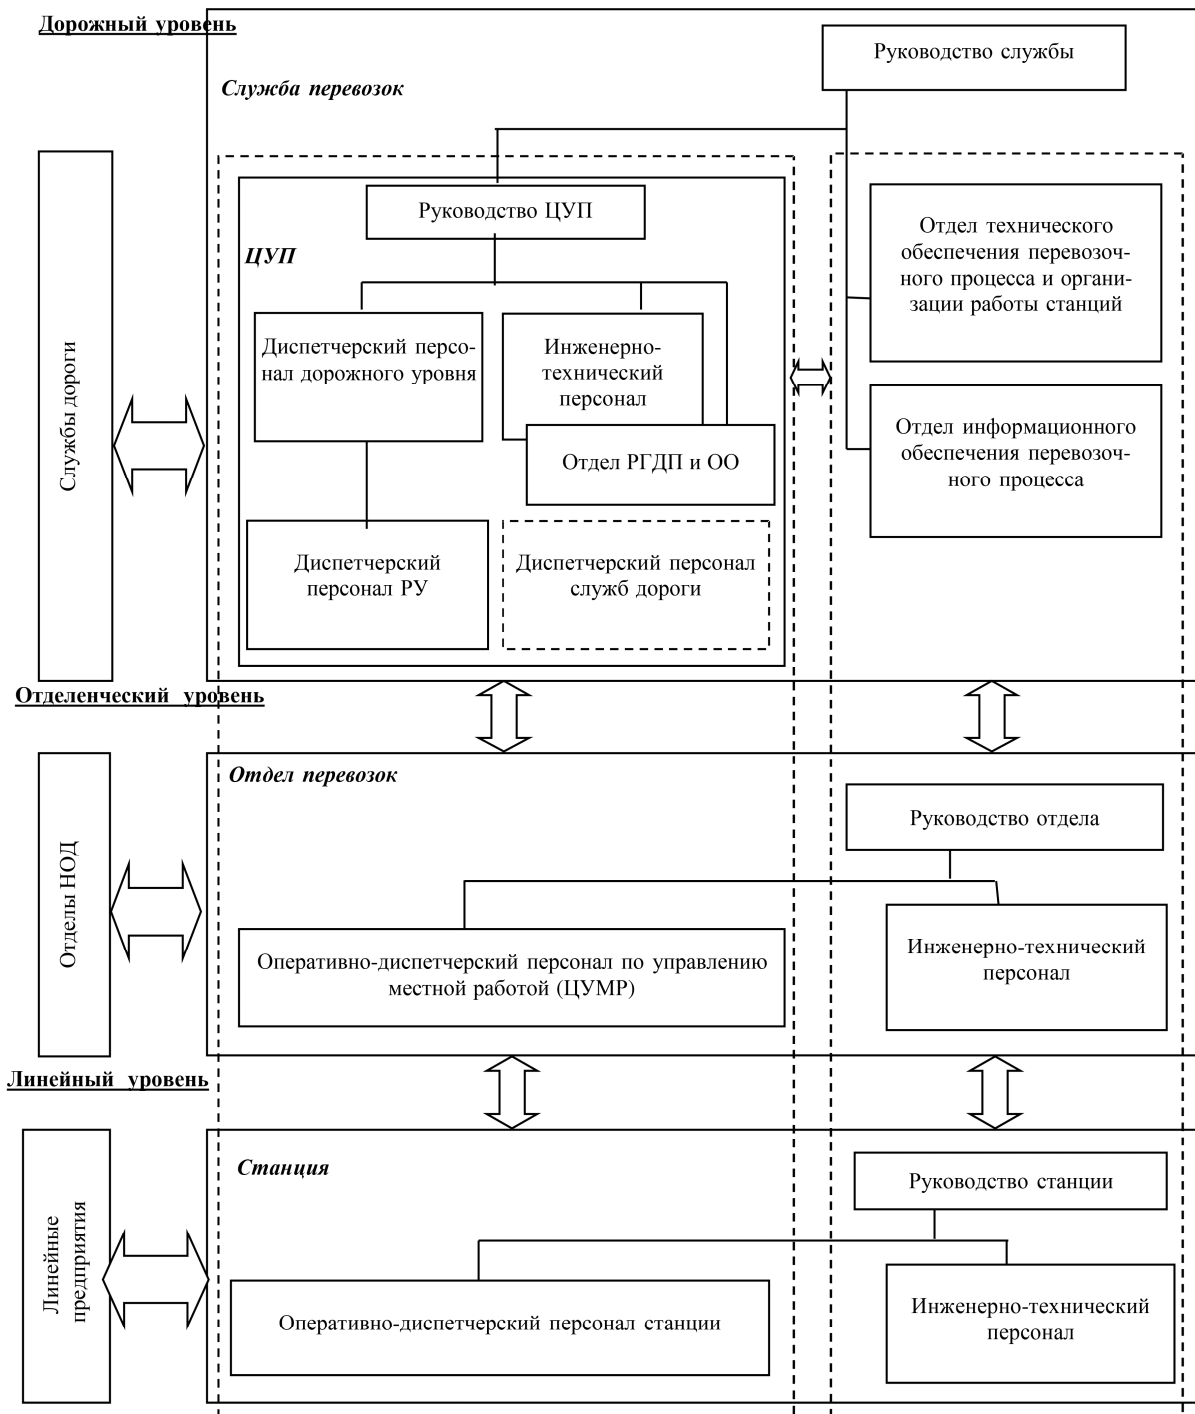 Дорожный уровень
Руководство службы
Служба перевозок
Руководство ЦУП
ЦУП
Отдел технического
обеспечения перевозоч-
ного процесса и органи-
зации работы станций
Диспетчерский персо-
нал дорожного уровня
Инженерно-
технический
персонал
Отдел РГДП и ОО
Отдел информационного
обеспечения перевозоч-
ного процесса
Диспетчерский
персонал РУ
Диспетчерский персонал
служб дороги
Службы дороги
Отделенческий уровень
Отдел перевозок
Руководство отдела
Отделы НОД
Оперативно-диспетчерский персонал по управлению
местной работой (ЦУМР)
Инженерно-технический
персонал
Линейный уровень
Станция
Руководство станции
Линейные
предприятия
Оперативно-диспетчерский персонал станции
Инженерно-технический
персонал